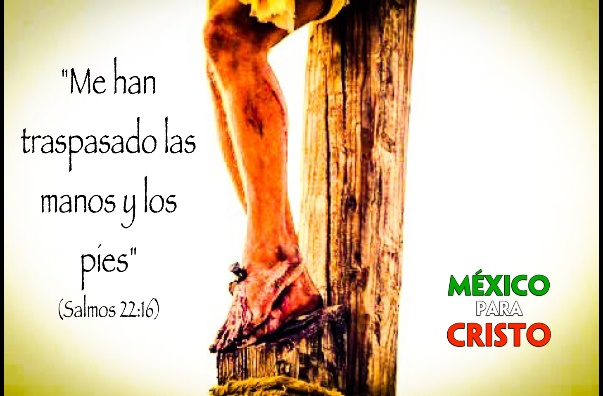 "Me han
traspasado las
manos y los
pies"
(Salmos 22:16)
MÉXICO
PARA
CRISTO